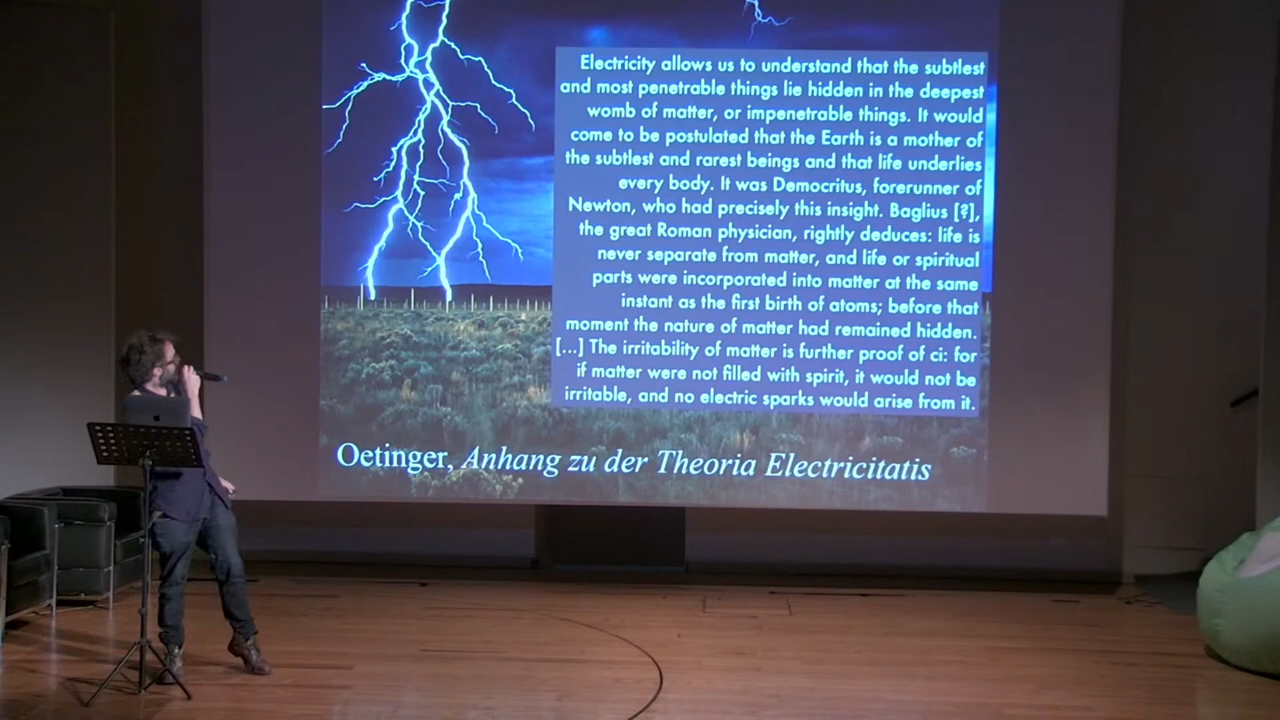 Electricity allows us to understand that the subtlest
and most penetrable things lie hidden in the deepest
womb of matter, or impenetrable things. It would
come to be postulated that the Earth is a mother of
the subtlest and rarest beings and that life underlies
every body. It was Democritus, forerunner of
Newton, who had precisely this insight. Baglius [?],
the great Roman physician, rightly deduces: life is
never separate from matter, and life or spiritual
parts were incorporated into matter at the same
instant as the first birth of atoms; before that
moment the nature of matter had remained hidden.
[...] The irritability of matter is further proof of ci: for
if matter were not filled with spirit, it would not be
irritable, and no electric sparks would arise from it.
Oetinger, Anhang zu der Theoria Electricitatis